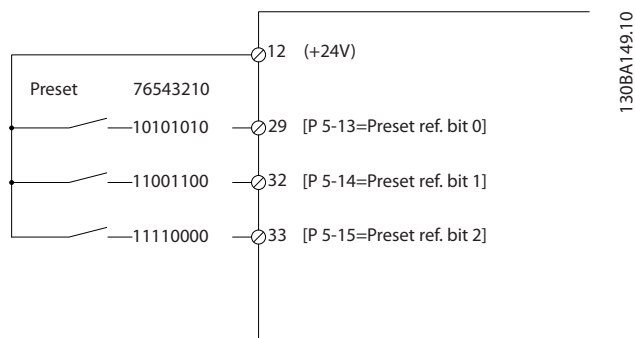 12 (+24V)
Preset 76543210
10101010 29 [P 5-13=Preset ref. bit 0]
11001100 32 [P 5-14=Preset ref. bit 1]
11110000 33 [P 5-15=Preset ref. bit 2]
130BA149.10